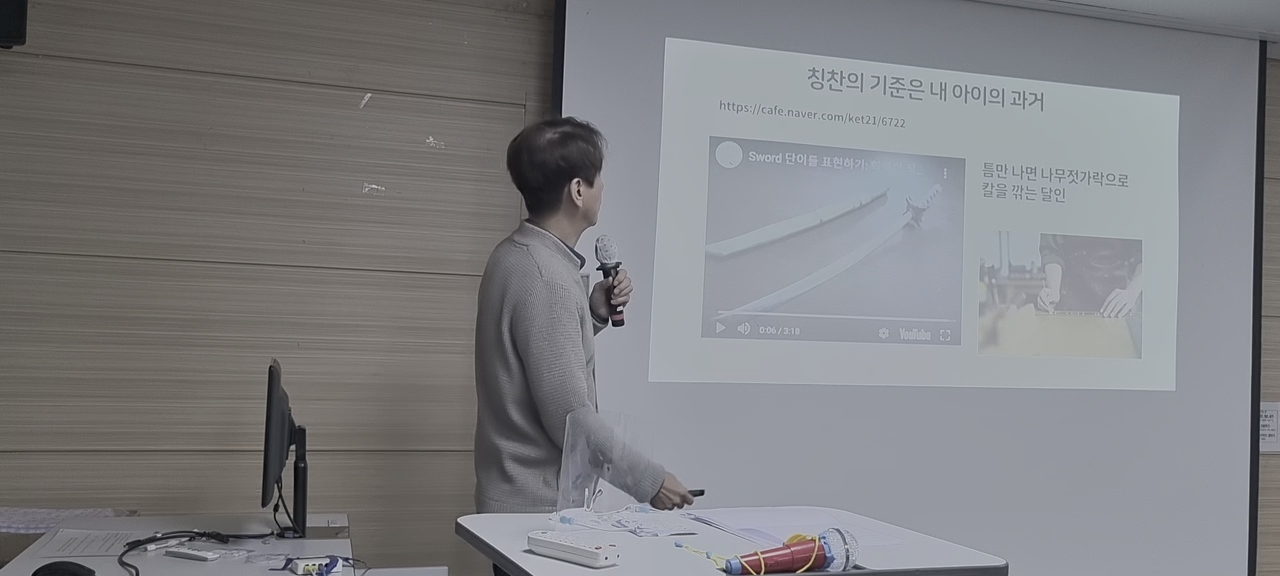 칭찬의 기준은 내 아이의 과거
https://cafe.naver.com/ket21/6722
Sword 단어를 표현하기:
틈만 나면 나무젓가락으로
칼을 깎는 달인
0:06 / 3:18
YouTube